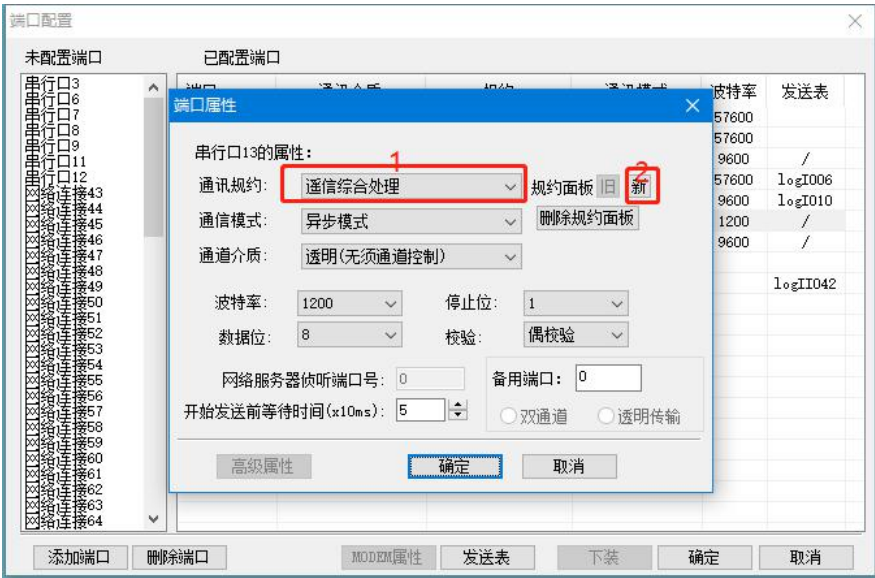 端口配置
未配置端口
已配置端口
串行口3
串行口6
串行口7
串行口8
串行口9
串行口11
串行口12
网络连接43
网络连接44
网络连接45
网络连接46
网络连接47
网络连接48
网络连接49
网络连接50
网络连接51
网络连接52
网络连接53
网络连接54
网络连接55
网络连接56
网络连接57
网络连接58
网络连接59
网络连接60
网络连接61
网络连接62
网络连接63
网络连接64
波特率 发送表
57600
57600
9600 /
57600 logI006
9600 logI010
1200 /
9600 /
logII042
端口属性
串行口13的属性:
1
2
通讯规约: 遥信综合处理 规约面板 旧 新
通信模式: 异步模式 删除规约面板
通道介质: 透明(无须通道控制)
波特率: 1200 停止位: 1
数据位: 8 校验: 偶校验
网络服务器侦听端口号: 0 备用端口: 0
开始发送前等待时间(x10ms): 5 双通道 透明传输
高级属性 确定 取消
添加端口 删除端口 MODEM属性 发送表 下装 确定 取消